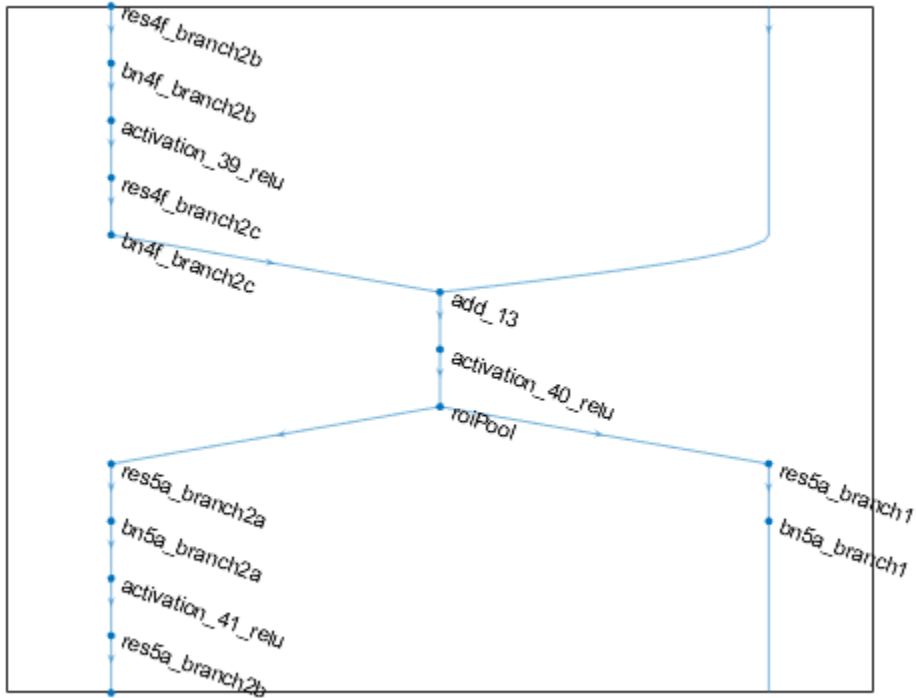 res4f_branch2b
bn4f_branch2b
activation_39_relu
res4f_branch2c
bn4f_branch2c
add_13
activation_40_relu
roiPool
res5a_branch2a
res5a_branch1
bn5a_branch2a
bn5a_branch1
activation_41_relu
res5a_branch2b